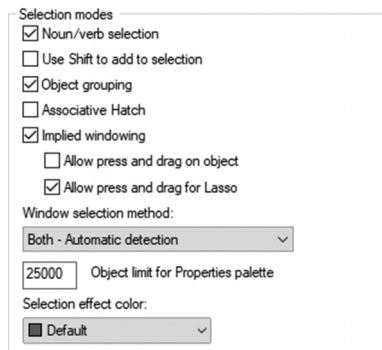 Selection modes
Noun/verb selection
Use Shift to add to selection
Object grouping
Associative Hatch
Implied windowing
Allow press and drag on object
Allow press and drag for Lasso
Window selection method:
Both - Automatic detection
25000 Object limit for Properties palette
Selection effect color:
Default